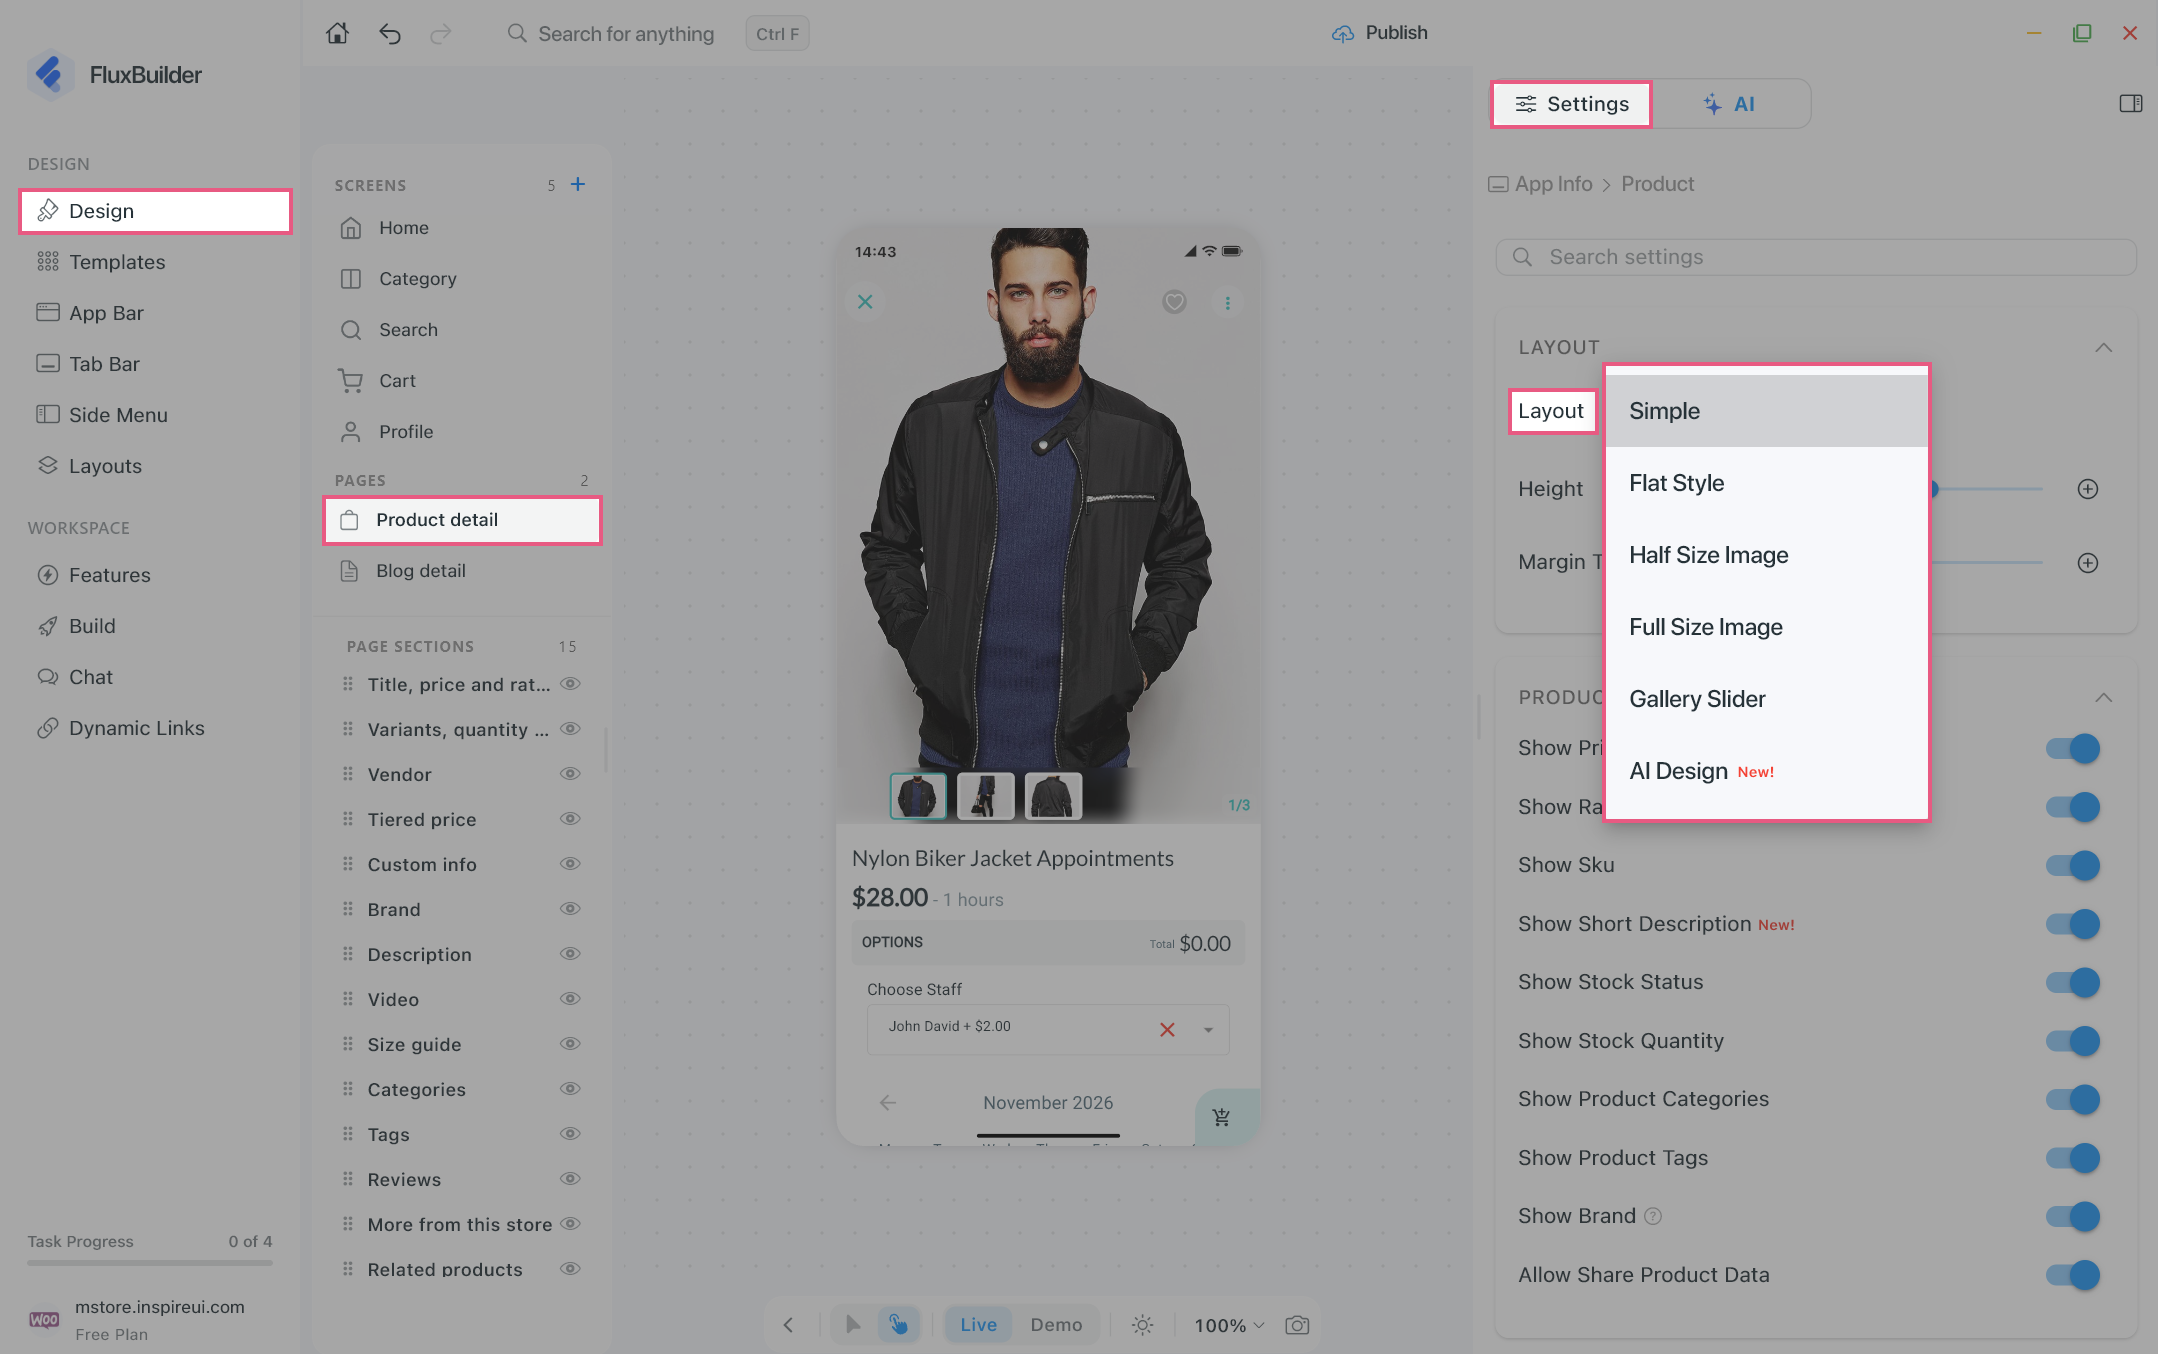 FluxBuilder
DESIGN
Design
Templates
App Bar
Tab Bar
Side Menu
Layouts
WORKSPACE
Features
Build
Chat
Dynamic Links
Task Progress
0 of 4
WOO
mstore.inspireui.com
Free Plan
Search for anything
Ctrl F
Publish
SCREENS
5
Home
Category
Search
Cart
Profile
PAGES
2
Product detail
Blog detail
PAGE SECTIONS
15
Title, price and rat...
Variants, quantity ...
Vendor
Tiered price
Custom info
Brand
Description
Video
Size guide
Categories
Tags
Reviews
More from this store
Related products
14:43
1/3
Nylon Biker Jacket Appointments
$28.00 - 1 hours
OPTIONS
Total $0.00
Choose Staff
John David + $2.00
November 2026
Live
Demo
100%
Settings
AI
App Info > Product
Search settings
LAYOUT
Layout
Simple
Flat Style
Half Size Image
Full Size Image
Gallery Slider
AI Design New!
Height
Margin T
PRODUC
Show Pri
Show Ra
Show Sku
Show Short Description New!
Show Stock Status
Show Stock Quantity
Show Product Categories
Show Product Tags
Show Brand
Allow Share Product Data